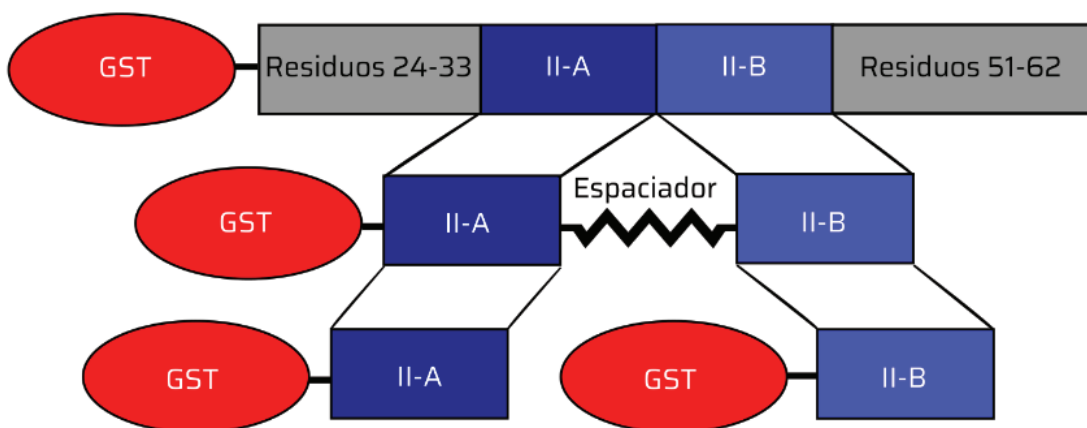 GST Residuos 24-33 II-A II-B Residuos 51-62
Espaciador
GST II-A II-B
GST II-A GST II-B